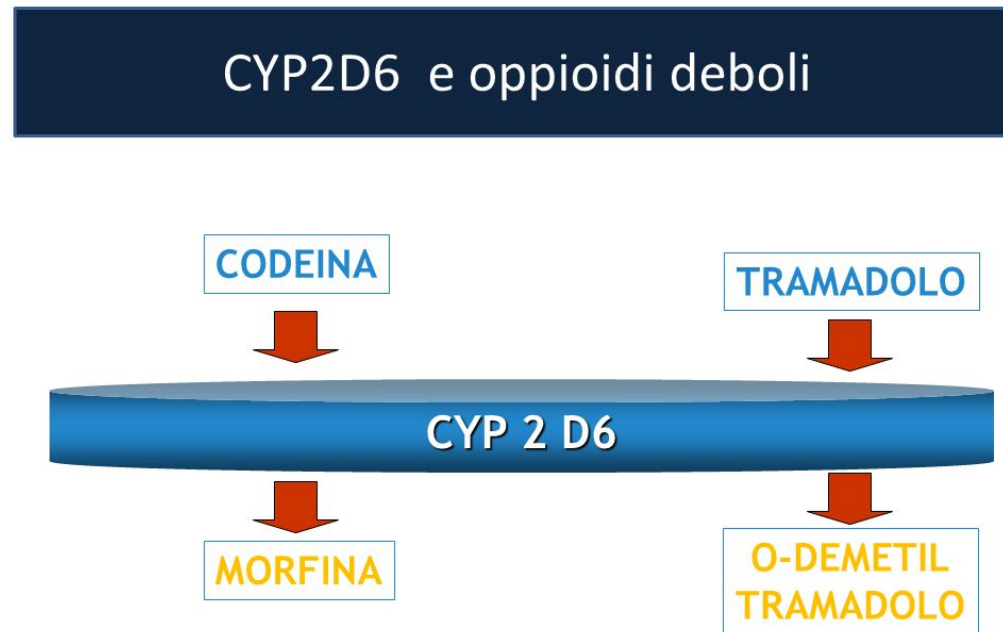 CYP2D6 e oppioidi deboli
CODEINA
TRAMADOLO
CYP 2 D6
MORFINA
O-DEMETIL
TRAMADOLO